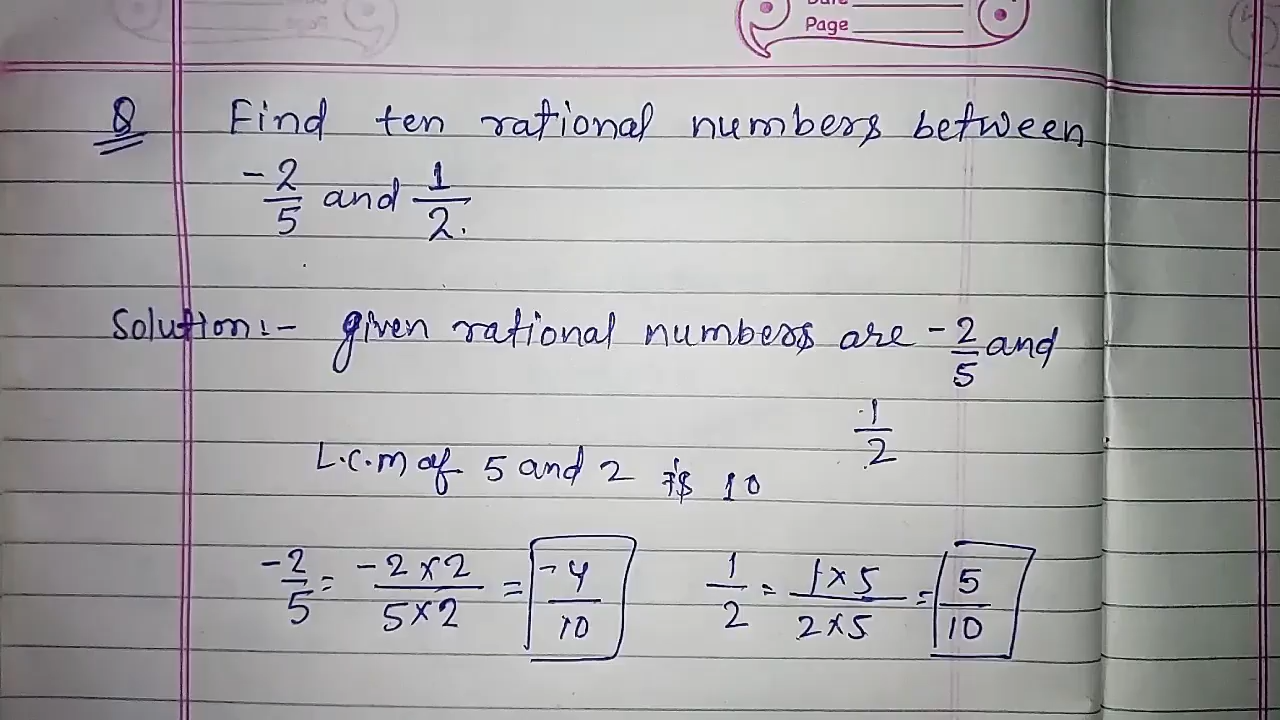 Date
Page
Q Find ten rational numbers between
-2/5 and 1/2.
Solution:- given rational numbers are -2/5 and
1/2
L.C.M of 5 and 2 is 10
-2/5 = -2×2/5×2 = -4/10 1/2 = 1×5/2×5 = 5/10